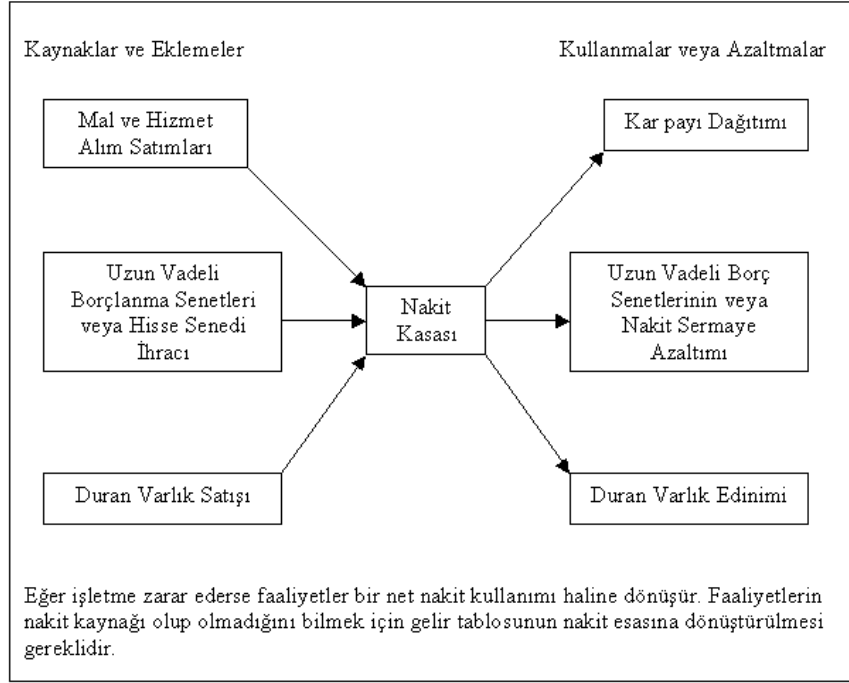 Kaynaklar ve Eklemeler
Kullanmalar veya Azaltmalar
Mal ve Hizmet
Alım Satımları
Kar payı Dağıtımı
Uzun Vadeli
Borçlanma Senetleri
veya Hisse Senedi
İhracı
Nakit
Kasası
Uzun Vadeli Borç
Senetlerinin veya
Nakit Sermaye
Azaltımı
Duran Varlık Satışı
Duran Varlık Edinimi
Eğer işletme zarar ederse faaliyetler bir net nakit kullanımı haline dönüşür. Faaliyetlerin
nakit kaynağı olup olmadığını bilmek için gelir tablosunun nakit esasına dönüştürülmesi
gereklidir.